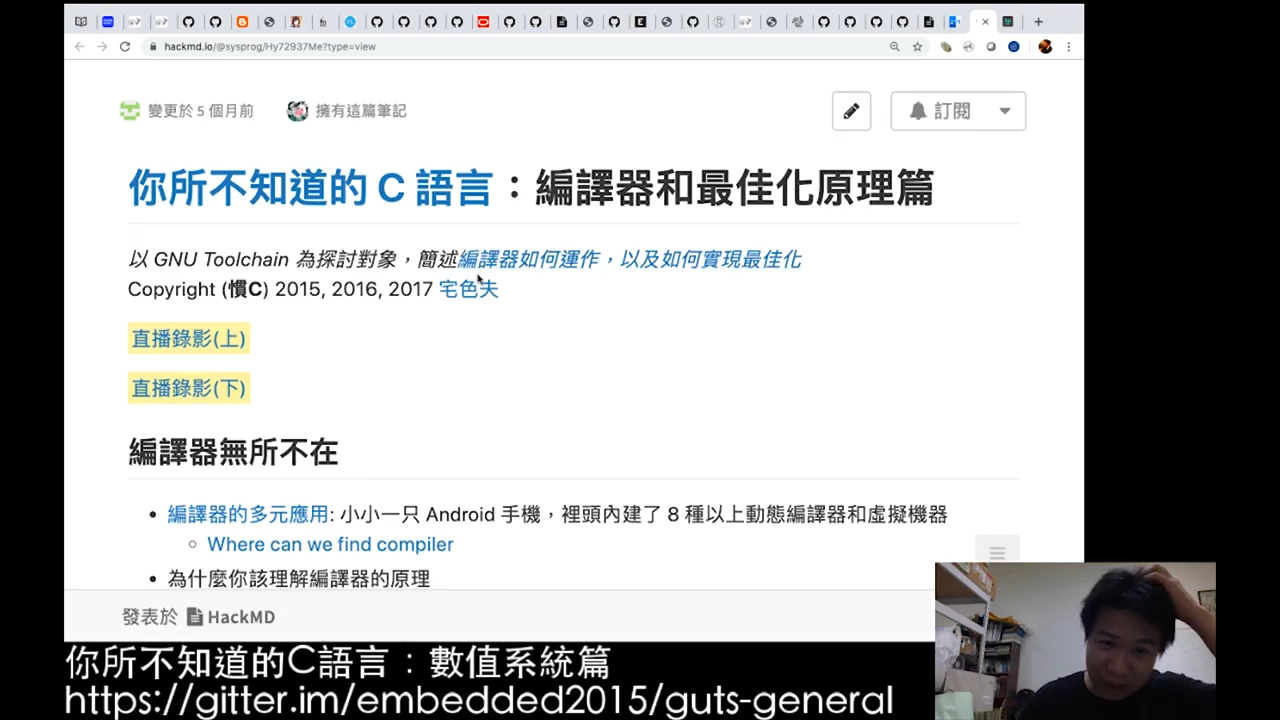 hackmd.io/@sysprog/Hy72937Me?type=view
變更於 5 個月前 擁有這篇筆記 訂閱
你所不知道的 C 語言：編譯器和最佳化原理篇
以 GNU Toolchain 為探討對象，簡述編譯器如何運作，以及如何實現最佳化
Copyright (慣C) 2015, 2016, 2017 宅色夫
直播錄影(上)
直播錄影(下)
編譯器無所不在
編譯器的多元應用: 小小一只 Android 手機，裡頭內建了 8 種以上動態編譯器和虛擬機器
Where can we find compiler
為什麼你該理解編譯器的原理
發表於 HackMD
你所不知道的C語言：數值系統篇
https://gitter.im/embedded2015/guts-general